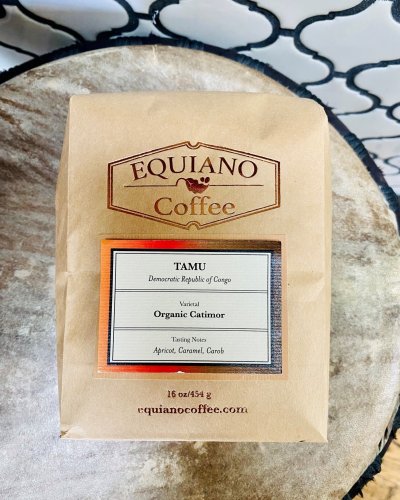 EQUIANO
Coffee
TAMU
Democratic Republic of Congo
Varietal
Organic Catimor
Tasting Notes
Apricot, Caramel, Carob
16 oz/454 g
equianocoffee.com